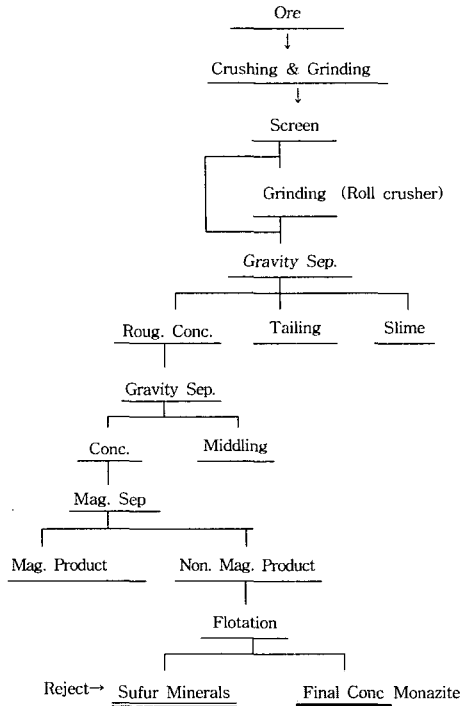 Ore
↓
Crushing & Grinding
↓
Screen
Grinding (Roll crusher)
Gravity Sep.
Roug. Conc. Tailing Slime
Gravity Sep.
Conc. Middling
Mag. Sep
Mag. Product Non. Mag. Product
Flotation
Reject→ Sufur Minerals Final Conc Monazite